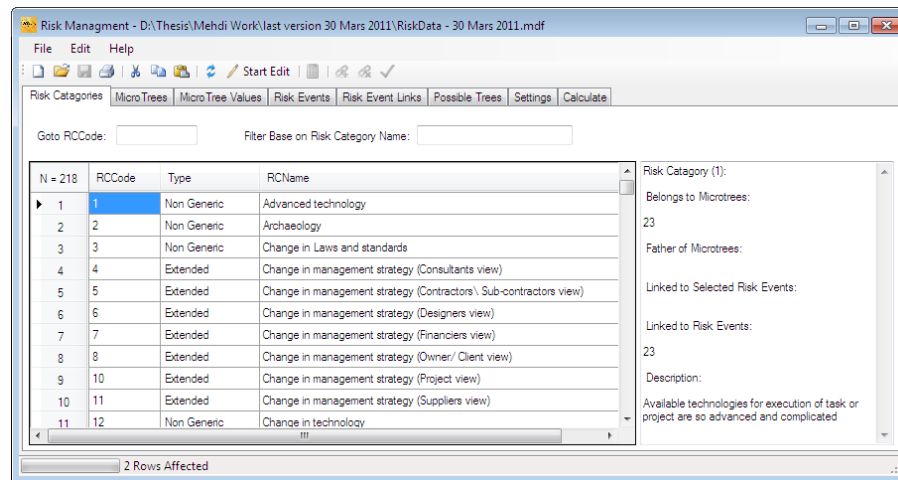 Risk Managment - D:\Thesis\Mehdi Work\last version 30 Mars 2011\RiskData - 30 Mars 2011.mdf
File Edit Help
Start Edit
Risk Catagories MicroTrees MicroTree Values Risk Events Risk Event Links Possible Trees Settings Calculate
Goto RCCode: Filter Base on Risk Category Name:
N = 218 RCCode Type RCName
1 1 Non Generic Advanced technology
2 2 Non Generic Archaeology
3 3 Non Generic Change in Laws and standards
4 4 Extended Change in management strategy (Consultants view)
5 5 Extended Change in management strategy (Contractors\ Sub-contractors view)
6 6 Extended Change in management strategy (Designers view)
7 7 Extended Change in management strategy (Financiers view)
8 8 Extended Change in management strategy (Owner/ Client view)
9 10 Extended Change in management strategy (Project view)
10 11 Extended Change in management strategy (Suppliers view)
11 12 Non Generic Change in technology
Risk Catagory {1}:
Belongs to Microtrees:
23
Father of Microtrees:
Linked to Selected Risk Events:
Linked to Risk Events:
23
Description:
Available technologies for execution of task or
project are so advanced and complicated
2 Rows Affected